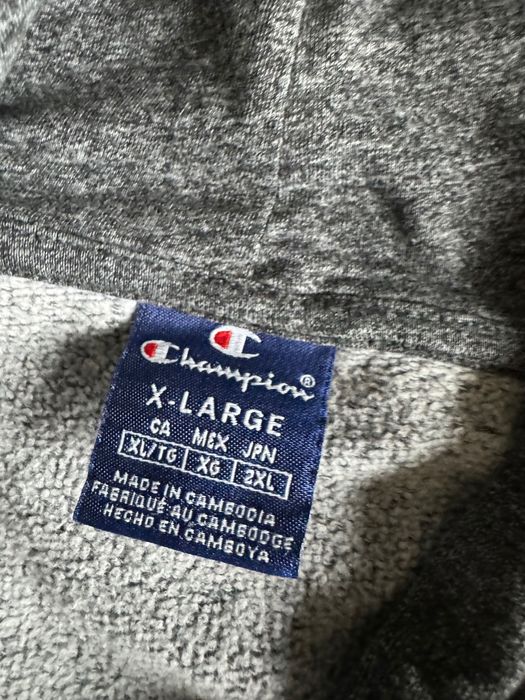 Champion®
X-LARGE
CA MEX JPN
XL/TG XG 2XL
MADE IN CAMBODIA
FABRIQUÉ AU CAMBODGE
HECHO EN CAMBOYA